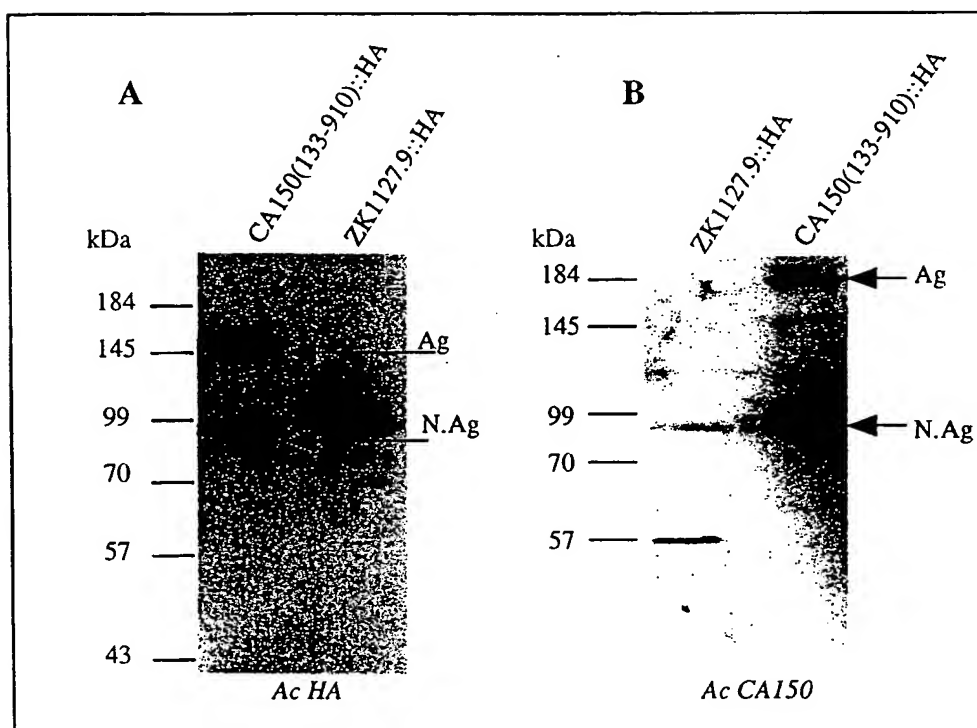 A
CA150(133-910)::HA
ZK1127.9::HA
kDa
184
145
99
70
57
43
Ag
N.Ag
Ac HA
B
ZK1127.9::HA
CA150(133-910)::HA
kDa
184
145
99
70
57
Ag
N.Ag
Ac CA150